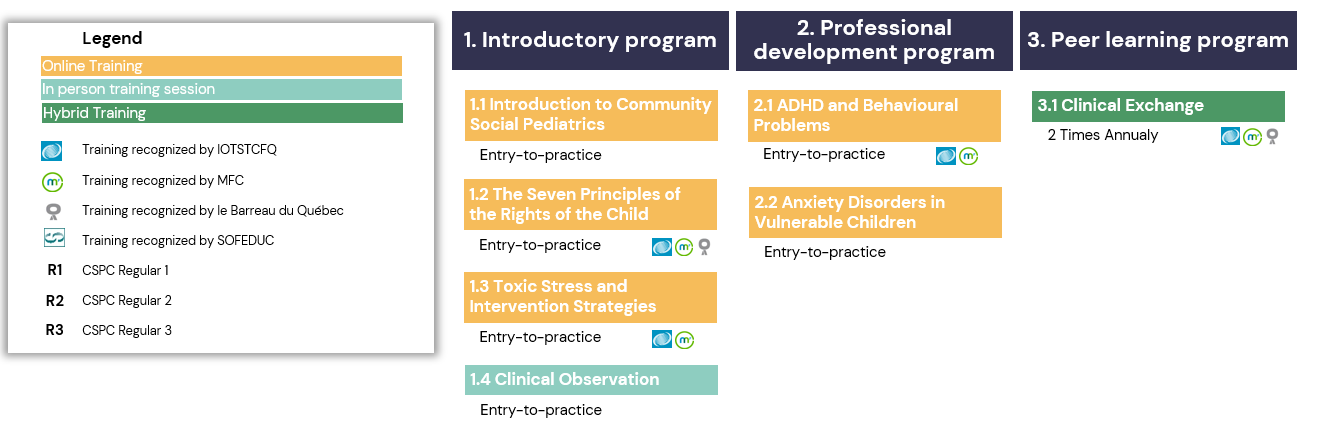 Legend
Online Training
In person training session
Hybrid Training
Training recognized by IOTSTCFQ
Training recognized by MFC
Training recognized by le Barreau du Québec
Training recognized by SOFEDUC
R1 CSPC Regular 1
R2 CSPC Regular 2
R3 CSPC Regular 3
1. Introductory program
1.1 Introduction to Community
Social Pediatrics
Entry-to-practice
1.2 The Seven Principles of
the Rights of the Child
Entry-to-practice
1.3 Toxic Stress and
Intervention Strategies
Entry-to-practice
1.4 Clinical Observation
Entry-to-practice
2. Professional
development program
2.1 ADHD and Behavioural
Problems
Entry-to-practice
2.2 Anxiety Disorders in
Vulnerable Children
Entry-to-practice
3. Peer learning program
3.1 Clinical Exchange
2 Times Annualy